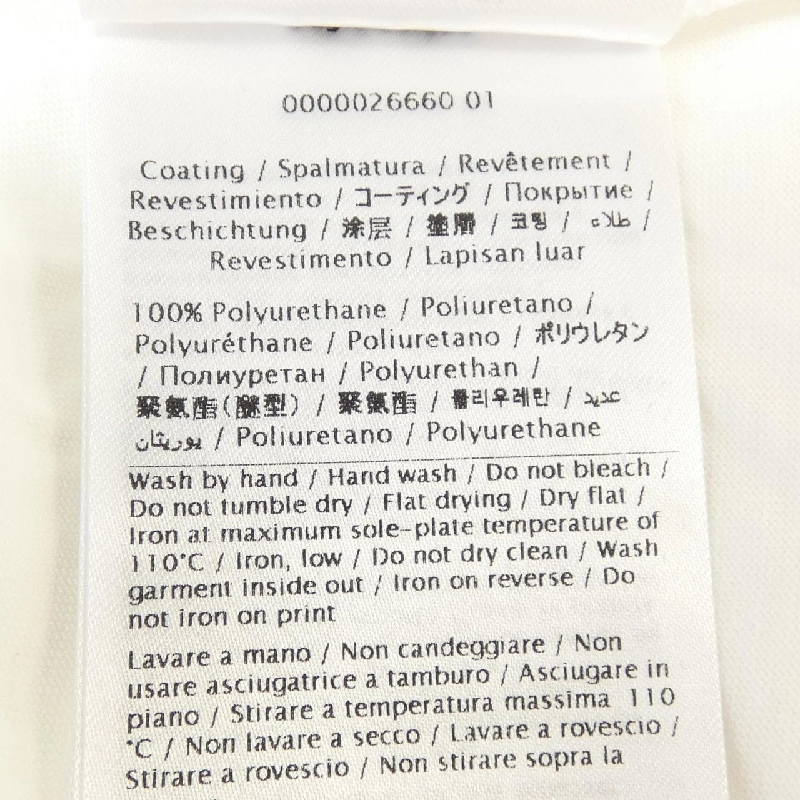 0000026660 01
Coating / Spalmatura / Revêtement /
Revestimiento / コーティング / Покрытие /
Beschichtung / 涂层 / 塗層 / 코팅 / طلاء /
Revestimento / Lapisan luar
100% Polyurethane / Poliuretano /
Polyuréthane / Poliuretano / ポリウレタン
/ Полиуретан / Polyurethan /
聚氨酯(醚型) / 聚氨酯 / 폴리우레탄 / عديد
يوريثان / Poliuretano / Polyurethane
Wash by hand / Hand wash / Do not bleach /
Do not tumble dry / Flat drying / Dry flat /
Iron at maximum sole-plate temperature of
110°C / Iron, low / Do not dry clean / Wash
garment inside out / Iron on reverse / Do
not iron on print
Lavare a mano / Non candeggiare / Non
usare asciugatrice a tamburo / Asciugare in
piano / Stirare a temperatura massima 110
°C / Non lavare a secco / Lavare a rovescio /
Stirare a rovescio / Non stirare sopra la